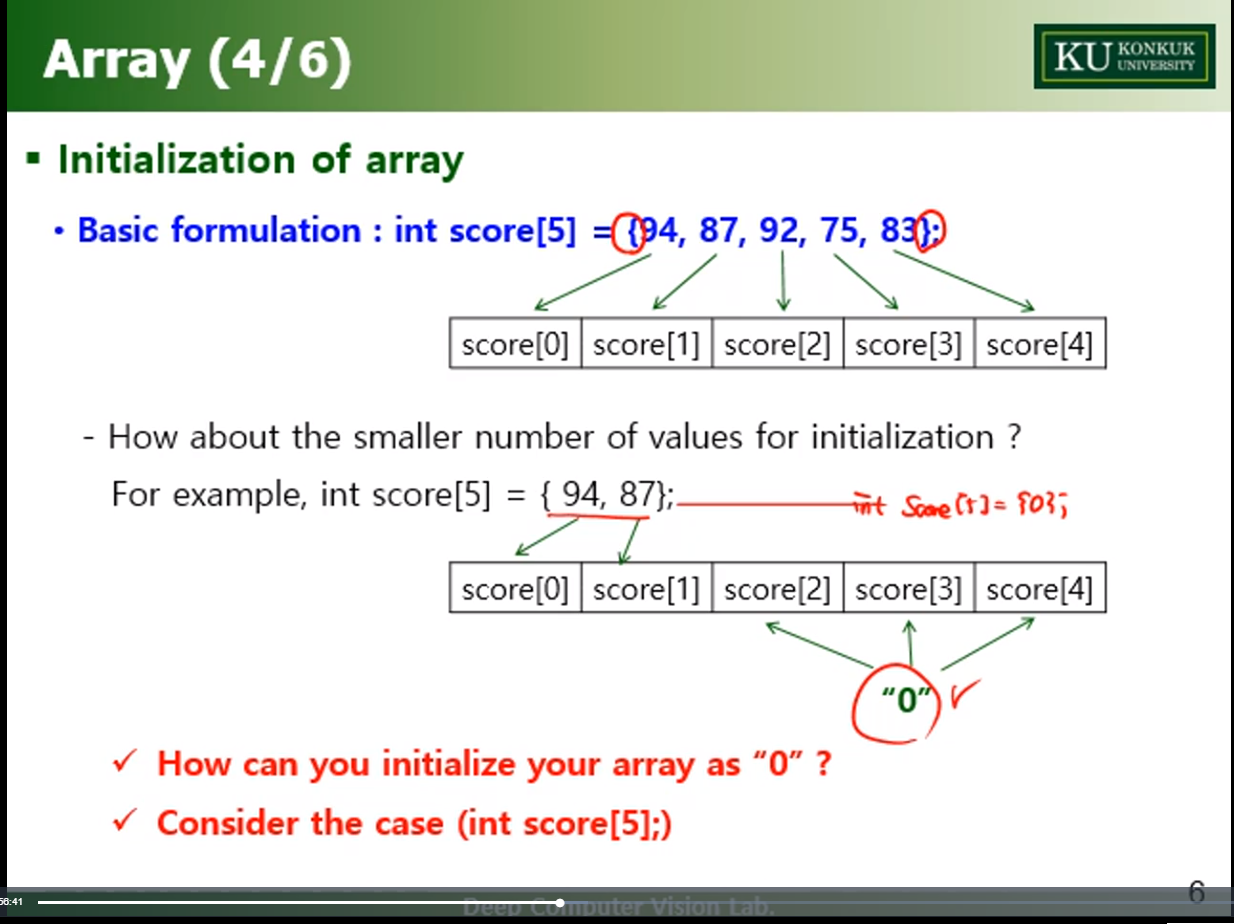 Array (4/6)
KU KONKUK
UNIVERSITY
▪ Initialization of array
• Basic formulation : int score[5] = {94, 87, 92, 75, 83};
score[0] score[1] score[2] score[3] score[4]
- How about the smaller number of values for initialization ?
For example, int score[5] = { 94, 87}; int Score[5]= {0};
score[0] score[1] score[2] score[3] score[4]
“0” ✓
✓ How can you initialize your array as “0” ?
✓ Consider the case (int score[5];)
6
56:41
Deep Computer Vision Lab.